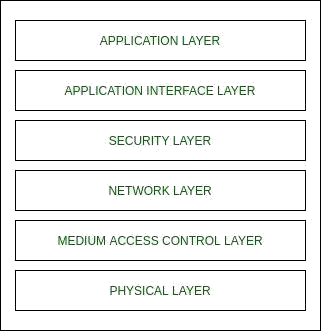 APPLICATION LAYER
APPLICATION INTERFACE LAYER
SECURITY LAYER
NETWORK LAYER
MEDIUM ACCESS CONTROL LAYER
PHYSICAL LAYER